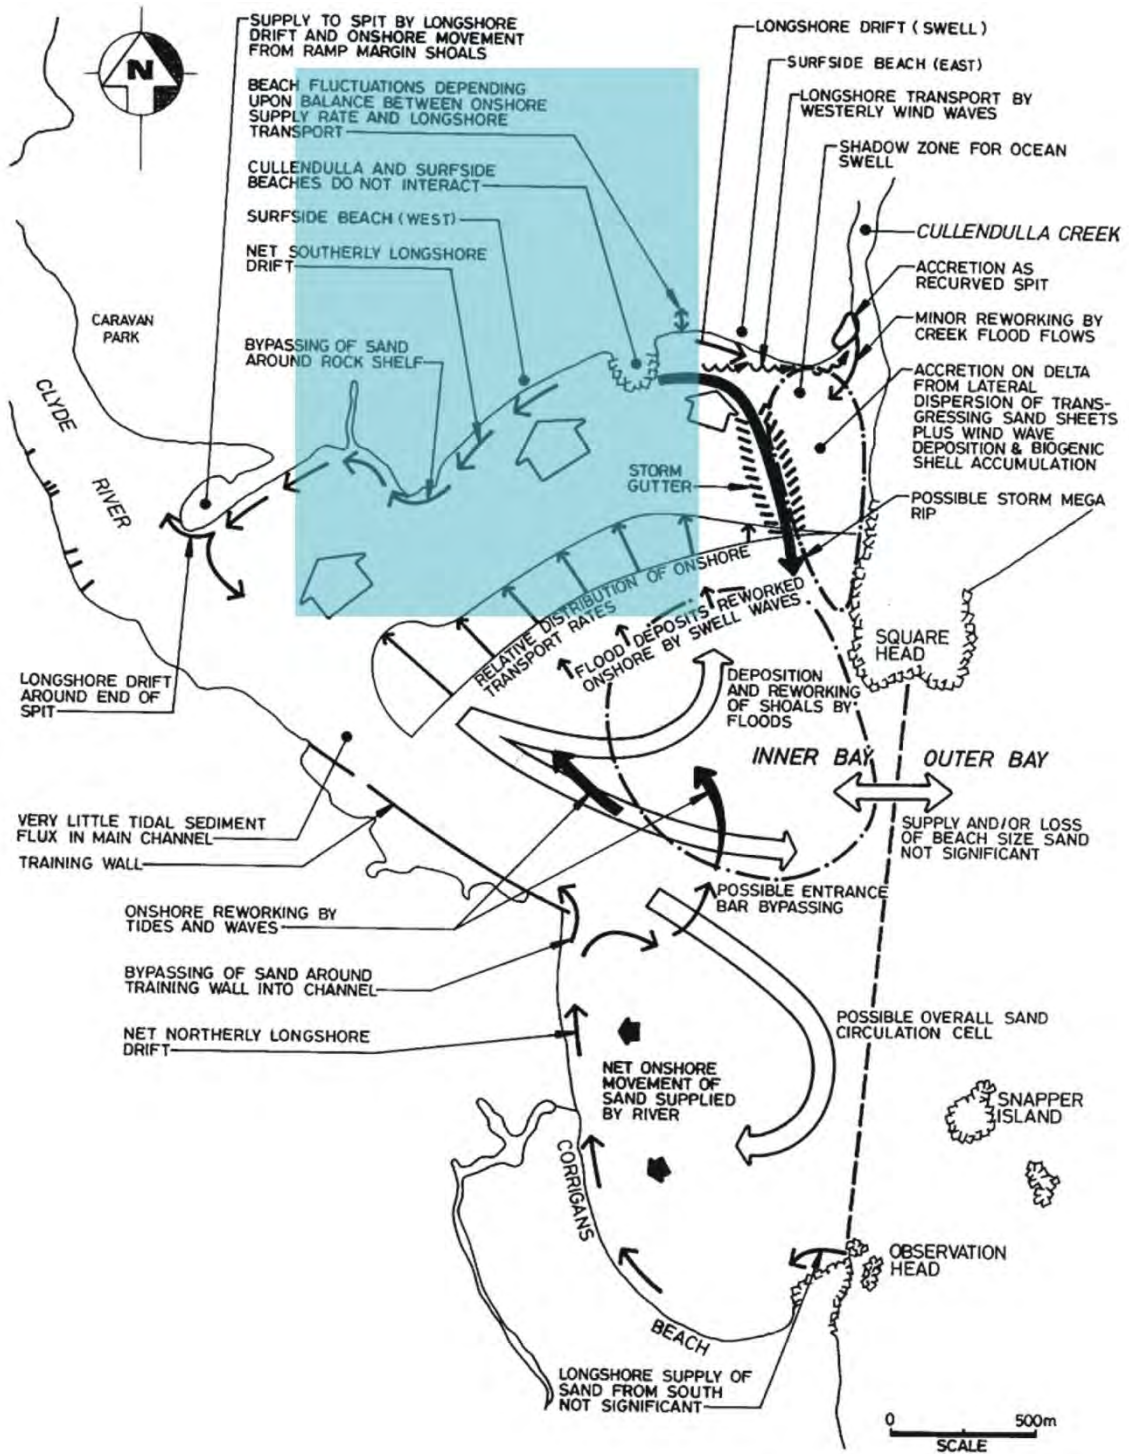 SUPPLY TO SPIT BY LONGSHORE
DRIFT AND ONSHORE MOVEMENT
FROM RAMP MARGIN SHOALS
LONGSHORE DRIFT (SWELL)
N
SURFSIDE BEACH (EAST)
BEACH FLUCTUATIONS DEPENDING
UPON BALANCE BETWEEN ONSHORE
SUPPLY RATE AND LONGSHORE
TRANSPORT
LONGSHORE TRANSPORT BY
WESTERLY WIND WAVES
SHADOW ZONE FOR OCEAN
SWELL
CULLENDULLA AND SURFSIDE
BEACHES DO NOT INTERACT
SURFSIDE BEACH (WEST)
CULLENDULLA CREEK
NET SOUTHERLY LONGSHORE
DRIFT
ACCRETION AS
RECURVED SPIT
CARAVAN
PARK
MINOR REWORKING BY
CREEK FLOOD FLOWS
BYPASSING OF SAND
AROUND ROCK SHELF
ACCRETION ON DELTA
FROM LATERAL
DISPERSION OF TRANS-
GRESSING SAND SHEETS
PLUS WIND WAVE
DEPOSITION & BIOGENIC
SHELL ACCUMULATION
CLYDE
RIVER
STORM
GUTTER
POSSIBLE STORM MEGA
RIP
RELATIVE DISTRIBUTION OF ONSHORE
TRANSPORT RATES
FLOOD DEPOSITS REWORKED
ONSHORE BY SWELL WAVES
SQUARE
HEAD
LONGSHORE DRIFT
AROUND END OF
SPIT
DEPOSITION
AND REWORKING
OF SHOALS BY
FLOODS
INNER BAY
OUTER BAY
VERY LITTLE TIDAL SEDIMENT
FLUX IN MAIN CHANNEL
TRAINING WALL
SUPPLY AND/OR LOSS
OF BEACH SIZE SAND
NOT SIGNIFICANT
POSSIBLE ENTRANCE
BAR BYPASSING
ONSHORE REWORKING BY
TIDES AND WAVES
BYPASSING OF SAND AROUND
TRAINING WALL INTO CHANNEL
POSSIBLE OVERALL SAND
CIRCULATION CELL
NET NORTHERLY LONGSHORE
DRIFT
NET ONSHORE
MOVEMENT OF
SAND SUPPLIED
BY RIVER
SNAPPER
ISLAND
CORRIGANS
BEACH
OBSERVATION
HEAD
LONGSHORE SUPPLY OF
SAND FROM SOUTH
NOT SIGNIFICANT
0 500m
SCALE